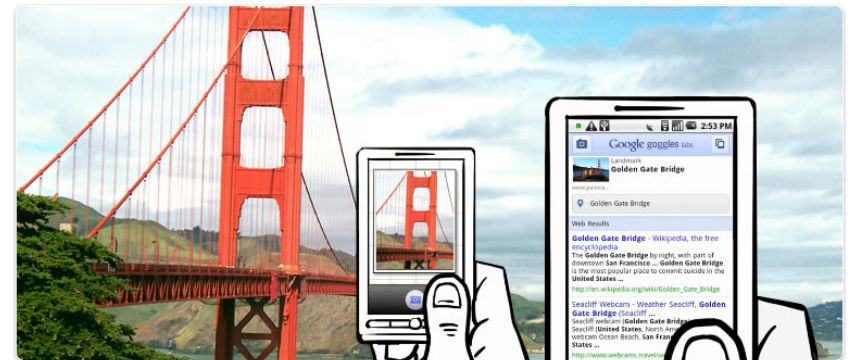 2:53 PM
Google goggles labs
Landmark
Golden Gate Bridge
Golden Gate Bridge
Web Results
Golden Gate Bridge - Wikipedia, the free
encyclopedia
The Golden Gate Bridge by night, with part of
downtown San Francisco ... Golden Gate Bridge
is the most popular place to commit suicide in the
United States ...
http://en.wikipedia.org/wiki/Golden_Gate_Bridge
Seacliff Webcam - Weather Seacliff, Golden
Gate Bridge (Seacliff ...
Seacliff webcam (Golden Gate Bridge)
Seacliff (United States, North
webcam Ocean Beach, San
States ...